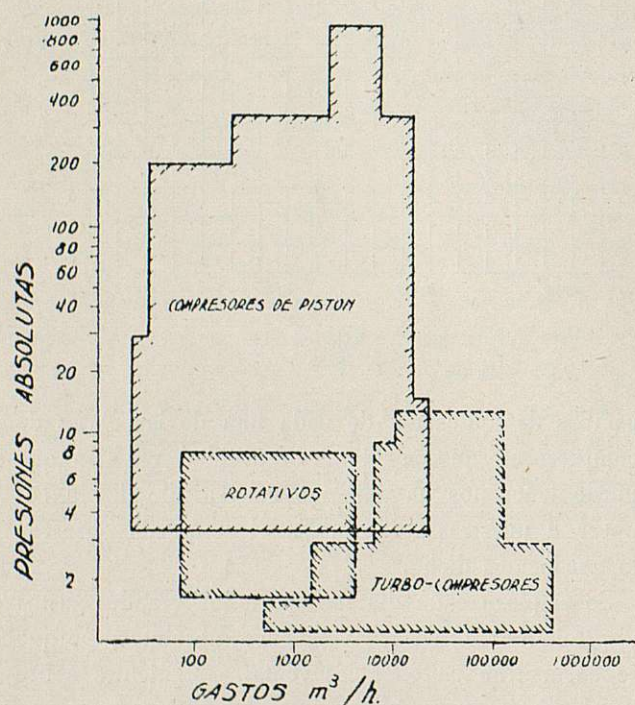 1000
800
600
400
200
100
80
60
40
20
10
8
6
4
2
PRESIÓNES ABSOLUTAS
COMPRESORES DE PISTON
ROTATIVOS
TURBO-COMPRESORES
100 1000 10000 100000 1000000
GASTOS m³/h.